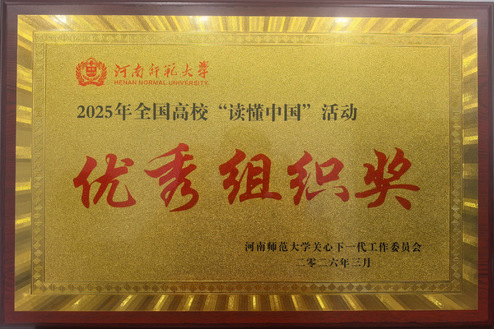 河南师范大学
HENAN NORMAL UNIVERSITY
2025年全国高校“读懂中国”活动
优秀组织奖
河南师范大学关心下一代工作委员会
二零二六年三月